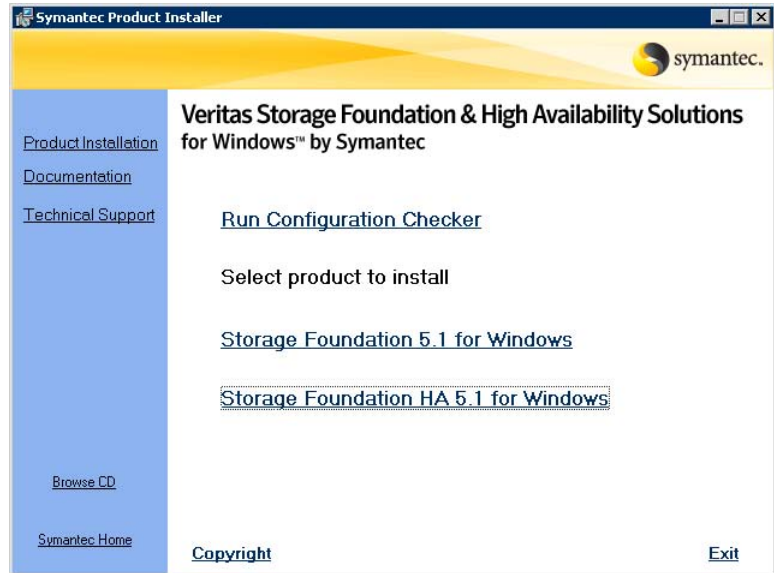 Symantec Product Installer
symantec.
Veritas Storage Foundation & High Availability Solutions
for Windows™ by Symantec
Product Installation
Documentation
Technical Support
Run Configuration Checker
Select product to install
Storage Foundation 5.1 for Windows
Storage Foundation HA 5.1 for Windows
Browse CD
Symantec Home
Copyright
Exit